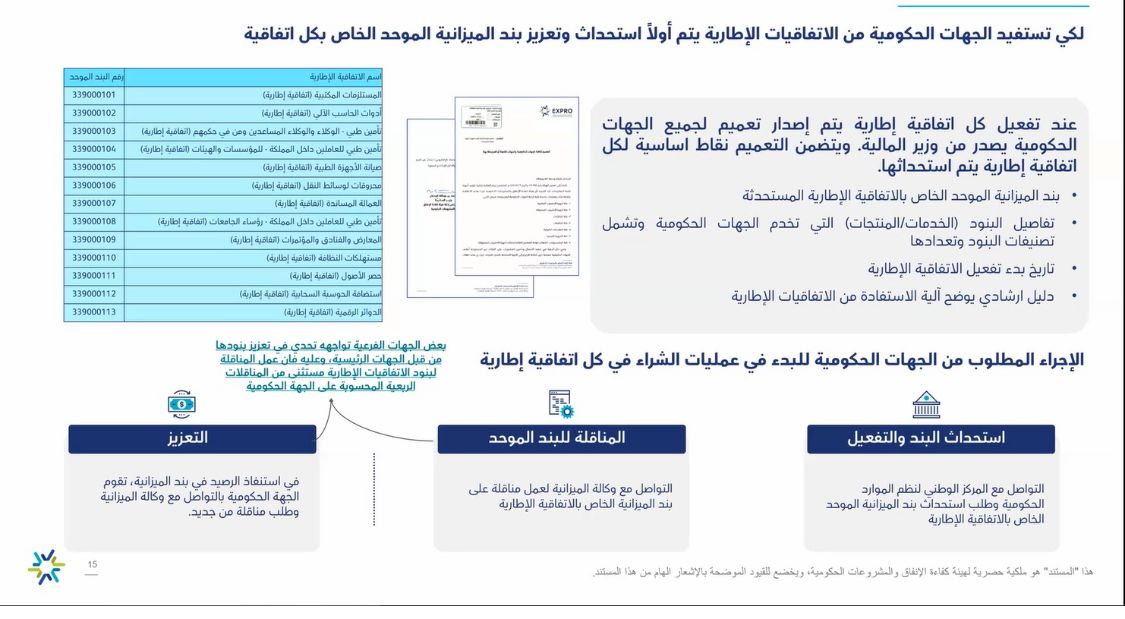 لكي تستفيد الجهات الحكومية من الاتفاقيات الإطارية يتم أولاً استحداث وتعزيز بند الميزانية الموحد الخاص بكل اتفاقية
عند تفعيل كل اتفاقية إطارية يتم إصدار تعميم لجميع الجهات
الحكومية يصدر من وزير المالية. ويتضمن التعميم نقاط اساسية لكل
اتفاقية إطارية يتم استحداثها.
• بند الميزانية الموحد الخاص بالاتفاقية الإطارية المستحدثة
• تفاصيل البنود (الخدمات/المنتجات) التي تخدم الجهات الحكومية وتشمل
تصنيفات البنود وتعدادها
• تاريخ بدء تفعيل الاتفاقية الإطارية
• دليل ارشادي يوضح آلية الاستفادة من الاتفاقيات الإطارية
EXPRO
اسم الاتفاقية الإطارية رقم البند الموحد
المستلزمات المكتبية (اتفاقية إطارية) 339000101
أدوات الحاسب الآلي (اتفاقية إطارية) 339000102
تأمين طبي - الوكلاء والوكلاء المساعدين ومن في حكمهم (اتفاقية إطارية) 339000103
تأمين طبي للعاملين داخل المملكة - للمؤسسات والهيئات (اتفاقية إطارية) 339000104
صيانة الأجهزة الطبية (اتفاقية إطارية) 339000105
محروقات لوسائط النقل (اتفاقية إطارية) 339000106
العمالة المساندة (اتفاقية إطارية) 339000107
تأمين طبي للعاملين داخل المملكة - رؤساء الجامعات (اتفاقية إطارية) 339000108
المعارض والفنادق والمؤتمرات (اتفاقية إطارية) 339000109
مستهلكات النظافة (اتفاقية إطارية) 339000110
حصر الأصول (اتفاقية إطارية) 339000111
استضافة الحوسبة السحابية (اتفاقية إطارية) 339000112
الدوائر الرقمية (اتفاقية إطارية) 339000113
الإجراء المطلوب من الجهات الحكومية للبدء في عمليات الشراء في كل اتفاقية إطارية
بعض الجهات الفرعية تواجهه تحدي في تعزيز بنودها
من قبل الجهات الرئيسية، وعليه فان عمل المناقلة
لبنود الاتفاقيات الإطارية مستثنى من المناقلات
الربعية المحسوبة على الجهة الحكومية
استحداث البند والتفعيل
التواصل مع المركز الوطني لنظم الموارد
الحكومية وطلب استحداث بند الميزانية الموحد
الخاص بالاتفاقية الإطارية
المناقلة للبند الموحد
التواصل مع وكالة الميزانية لعمل مناقلة على
بند الميزانية الخاص بالاتفاقية الإطارية
التعزيز
في استنفاذ الرصيد في بند الميزانية، تقوم
الجهة الحكومية بالتواصل مع وكالة الميزانية
وطلب مناقلة من جديد.
هذا "المستند" هو ملكية حصرية لهيئة كفاءة الإنفاق والمشروعات الحكومية، ويخضع للقيود الموضحة بالإشعار الهام من هذا المستند.
15